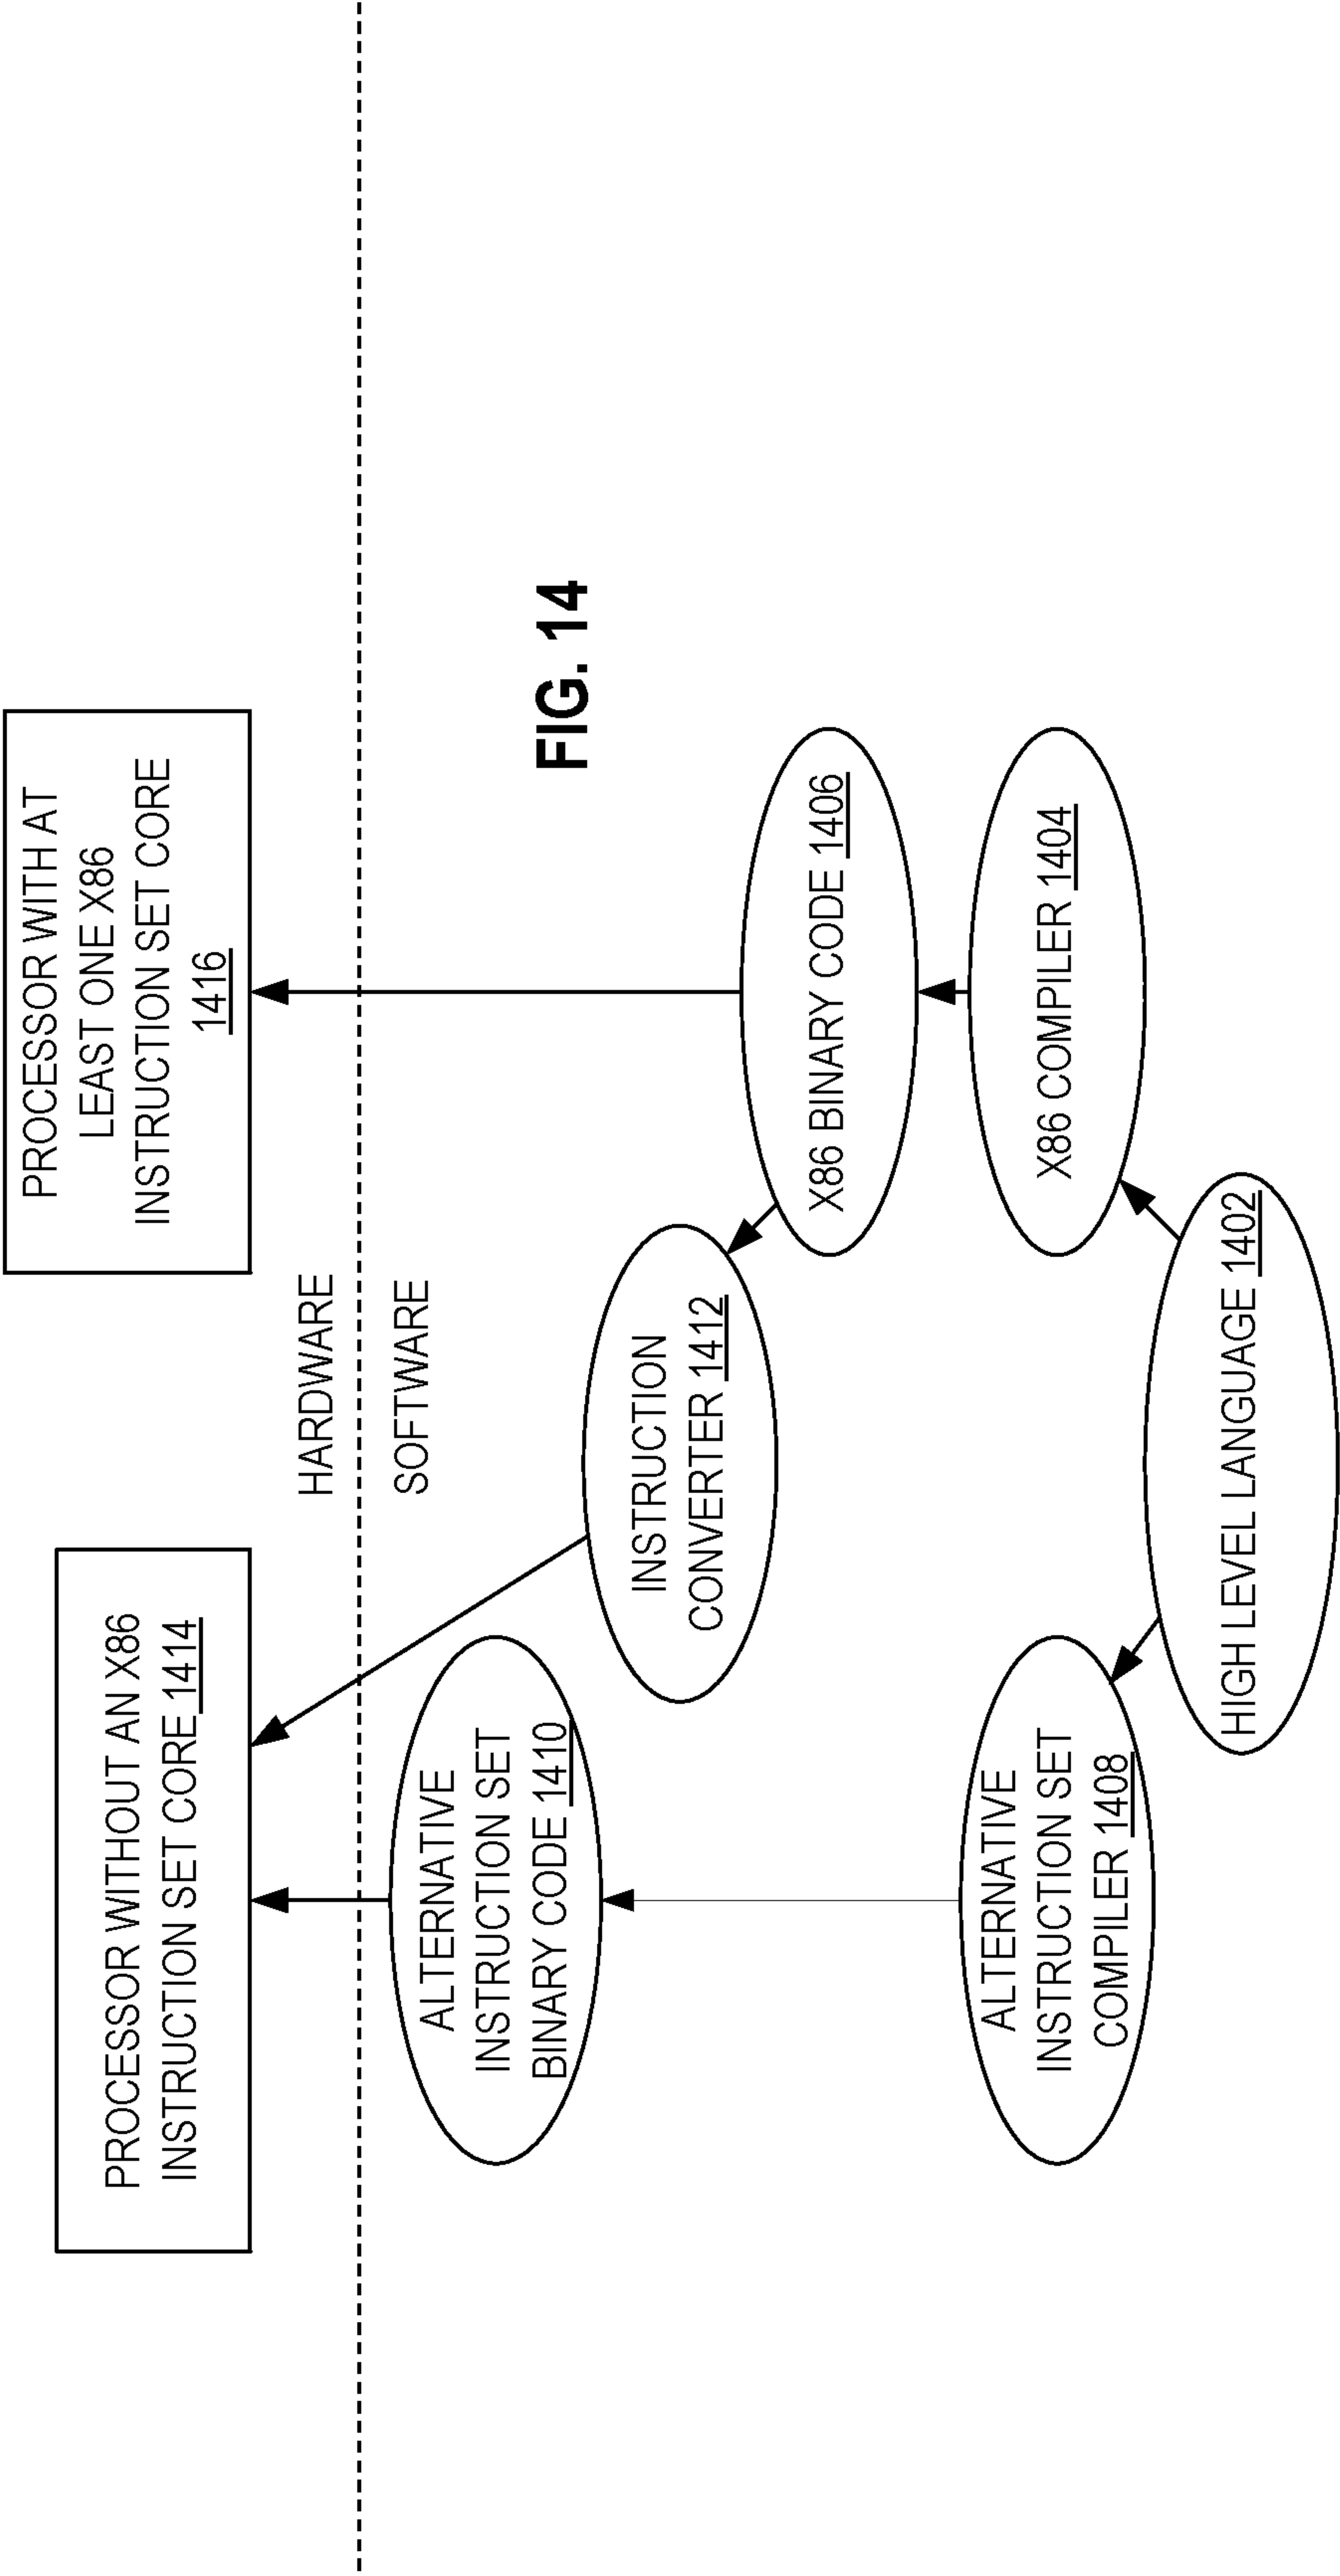 PROCESSOR WITHOUT AN X86
INSTRUCTION SET CORE 1414
PROCESSOR WITH AT
LEAST ONE X86
INSTRUCTION SET CORE
1416
HARDWARE
SOFTWARE
ALTERNATIVE
INSTRUCTION SET
BINARY CODE 1410
INSTRUCTION
CONVERTER 1412
FIG. 14
X86 BINARY CODE 1406
ALTERNATIVE
INSTRUCTION SET
COMPILER 1408
X86 COMPILER 1404
HIGH LEVEL LANGUAGE 1402